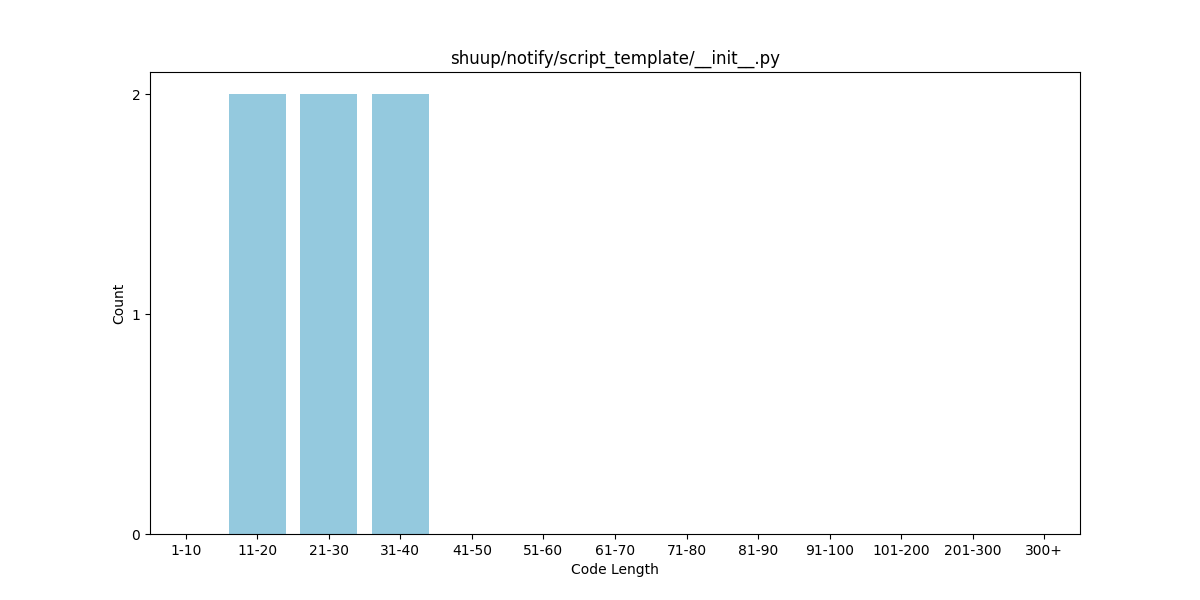 shuup/notify/script_template/__init__.py
Count
2
1
0
1-10 11-20 21-30 31-40 41-50 51-60 61-70 71-80 81-90 91-100 101-200 201-300 300+
Code Length